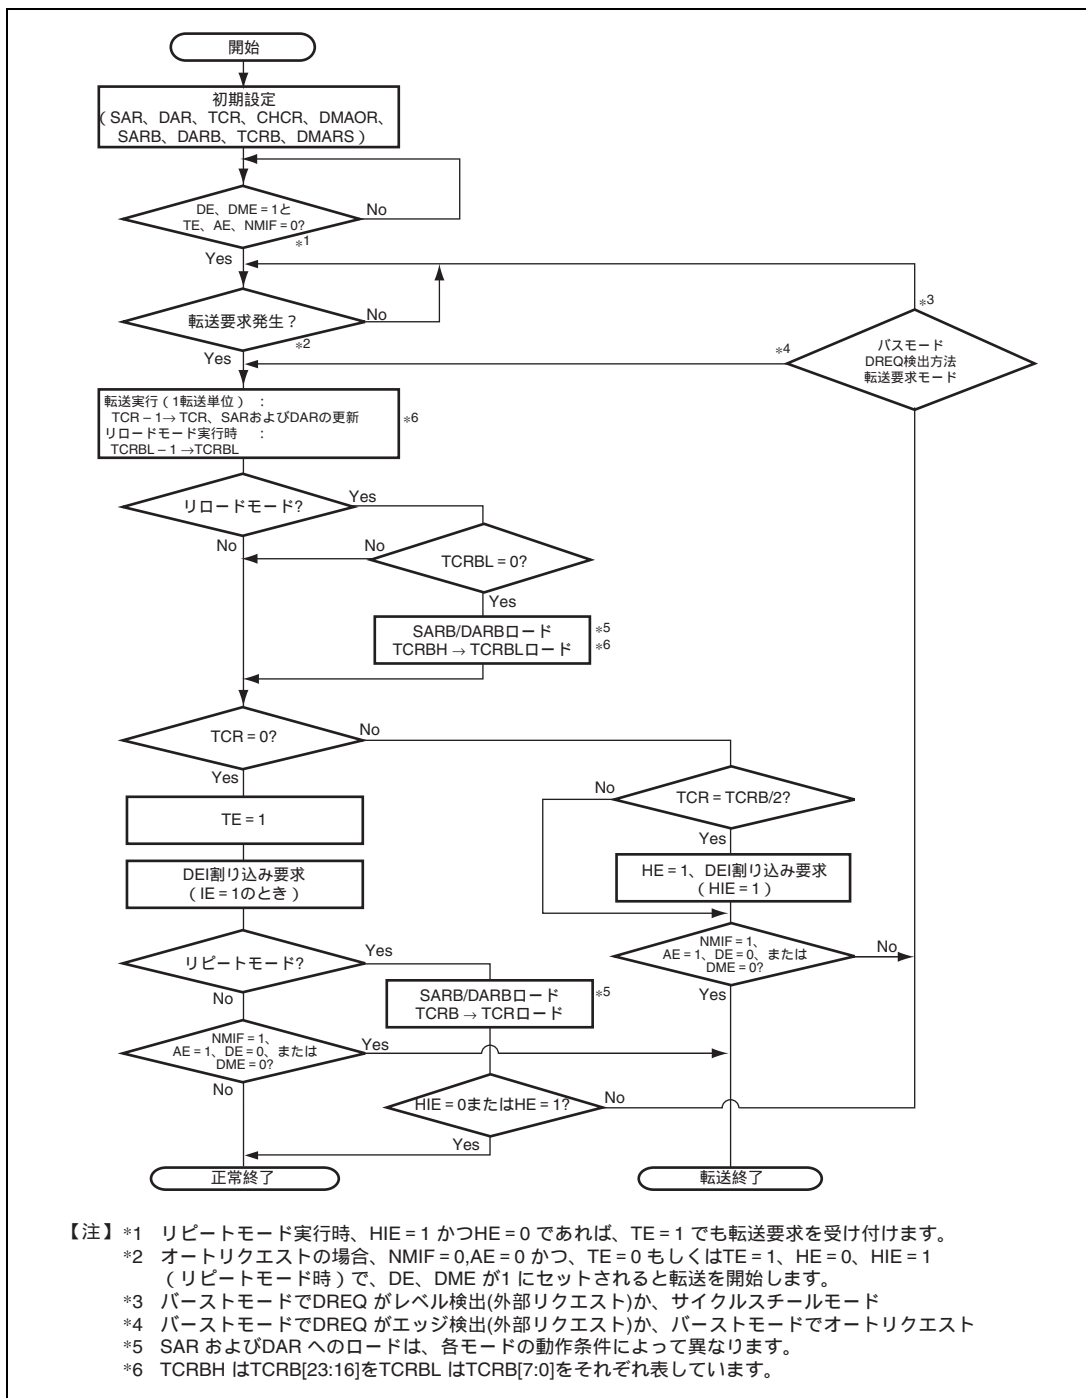 開始
初期設定
(SAR、DAR、TCR、CHCR、DMAOR、
SARB、DARB、TCRB、DMARS)
DE、DME = 1と
TE、AE、NMIF = 0?
*1
No
Yes
転送要求発生?
*2
No
Yes
*3
*4
バスモード
DREQ検出方法
転送要求モード
転送実行(1転送単位) :
TCR − 1 → TCR、SARおよびDARの更新
リロードモード実行時 :
TCRBL − 1 → TCRBL
*6
リロードモード?
Yes
No
TCRBL = 0?
No
Yes
SARB/DARBロード *5
TCRBH → TCRBLロード *6
TCR = 0?
No
Yes
TCR = TCRB/2?
No
Yes
TE = 1
DEI割り込み要求
(IE = 1のとき)
HE = 1、DEI割り込み要求
(HIE = 1)
リピートモード?
Yes
No
NMIF = 1、
AE = 1、DE = 0、または
DME = 0?
No
Yes
SARB/DARBロード *5
TCRB → TCRロード
NMIF = 1、
AE = 1、DE = 0、または
DME = 0?
Yes
No
HIE = 0またはHE = 1?
No
Yes
正常終了
転送終了
【注】*1 リピートモード実行時、HIE = 1 かつHE = 0 であれば、TE = 1 でも転送要求を受け付けます。
*2 オートリクエストの場合、NMIF = 0,AE = 0 かつ、TE = 0 もしくはTE = 1、HE = 0、HIE = 1
(リピートモード時)で、DE、DME が1 にセットされると転送を開始します。
*3 バーストモードでDREQ がレベル検出(外部リクエスト)か、サイクルスチールモード
*4 バーストモードでDREQ がエッジ検出(外部リクエスト)か、バーストモードでオートリクエスト
*5 SAR およびDAR へのロードは、各モードの動作条件によって異なります。
*6 TCRBH はTCRB[23:16]をTCRBL はTCRB[7:0]をそれぞれ表しています。